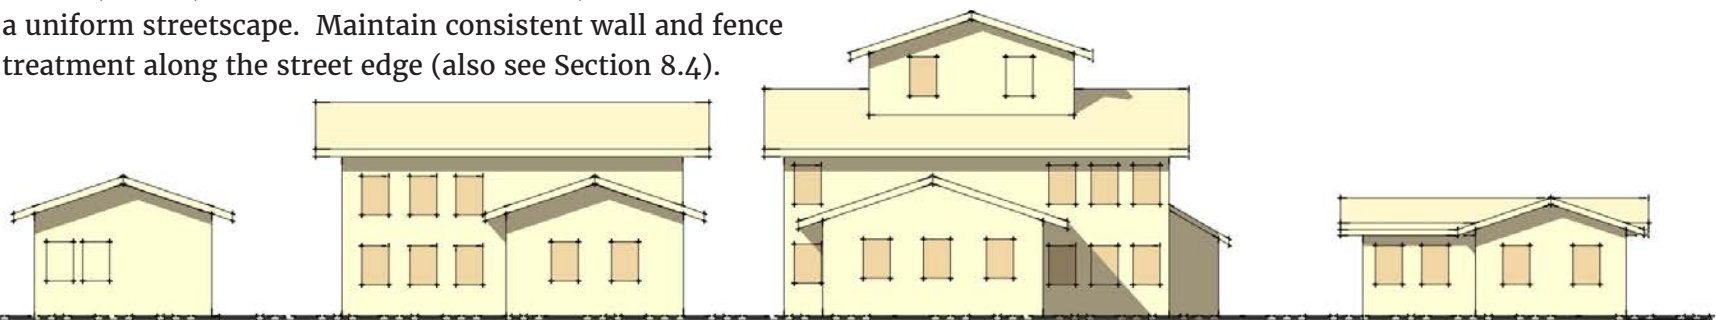 a uniform streetscape.  Maintain consistent wall and fence
treatment along the street edge (also see Section 8.4).